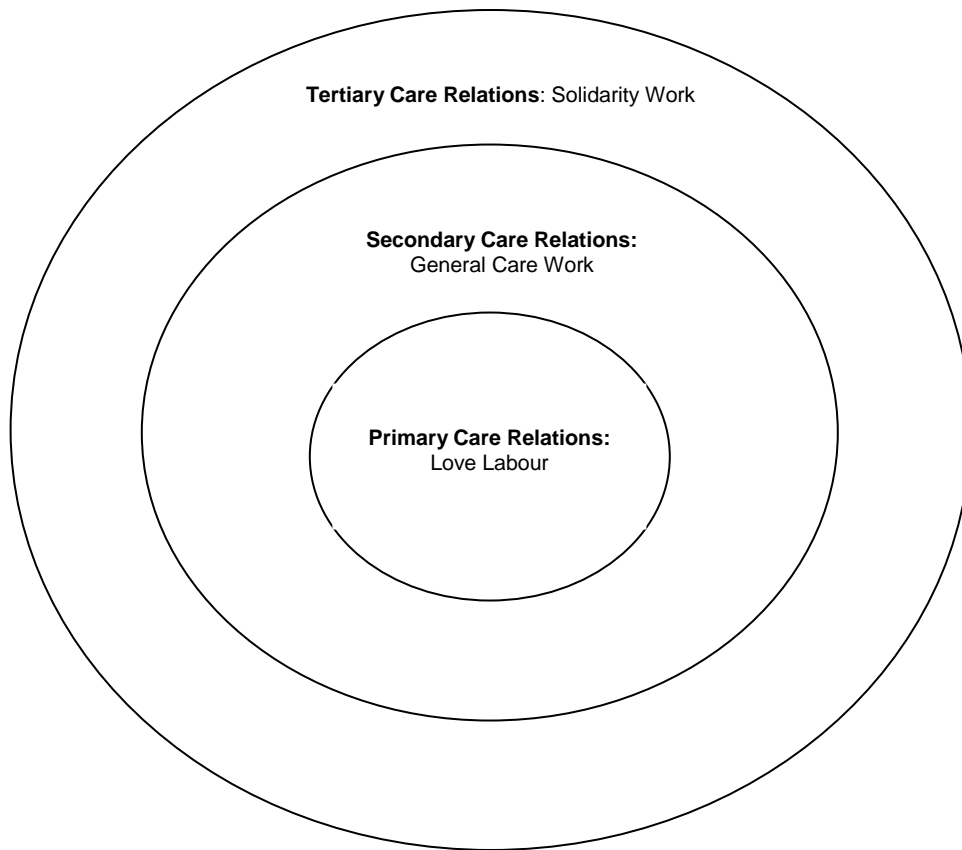 Tertiary Care Relations: Solidarity Work
Secondary Care Relations:
General Care Work
Primary Care Relations:
Love Labour